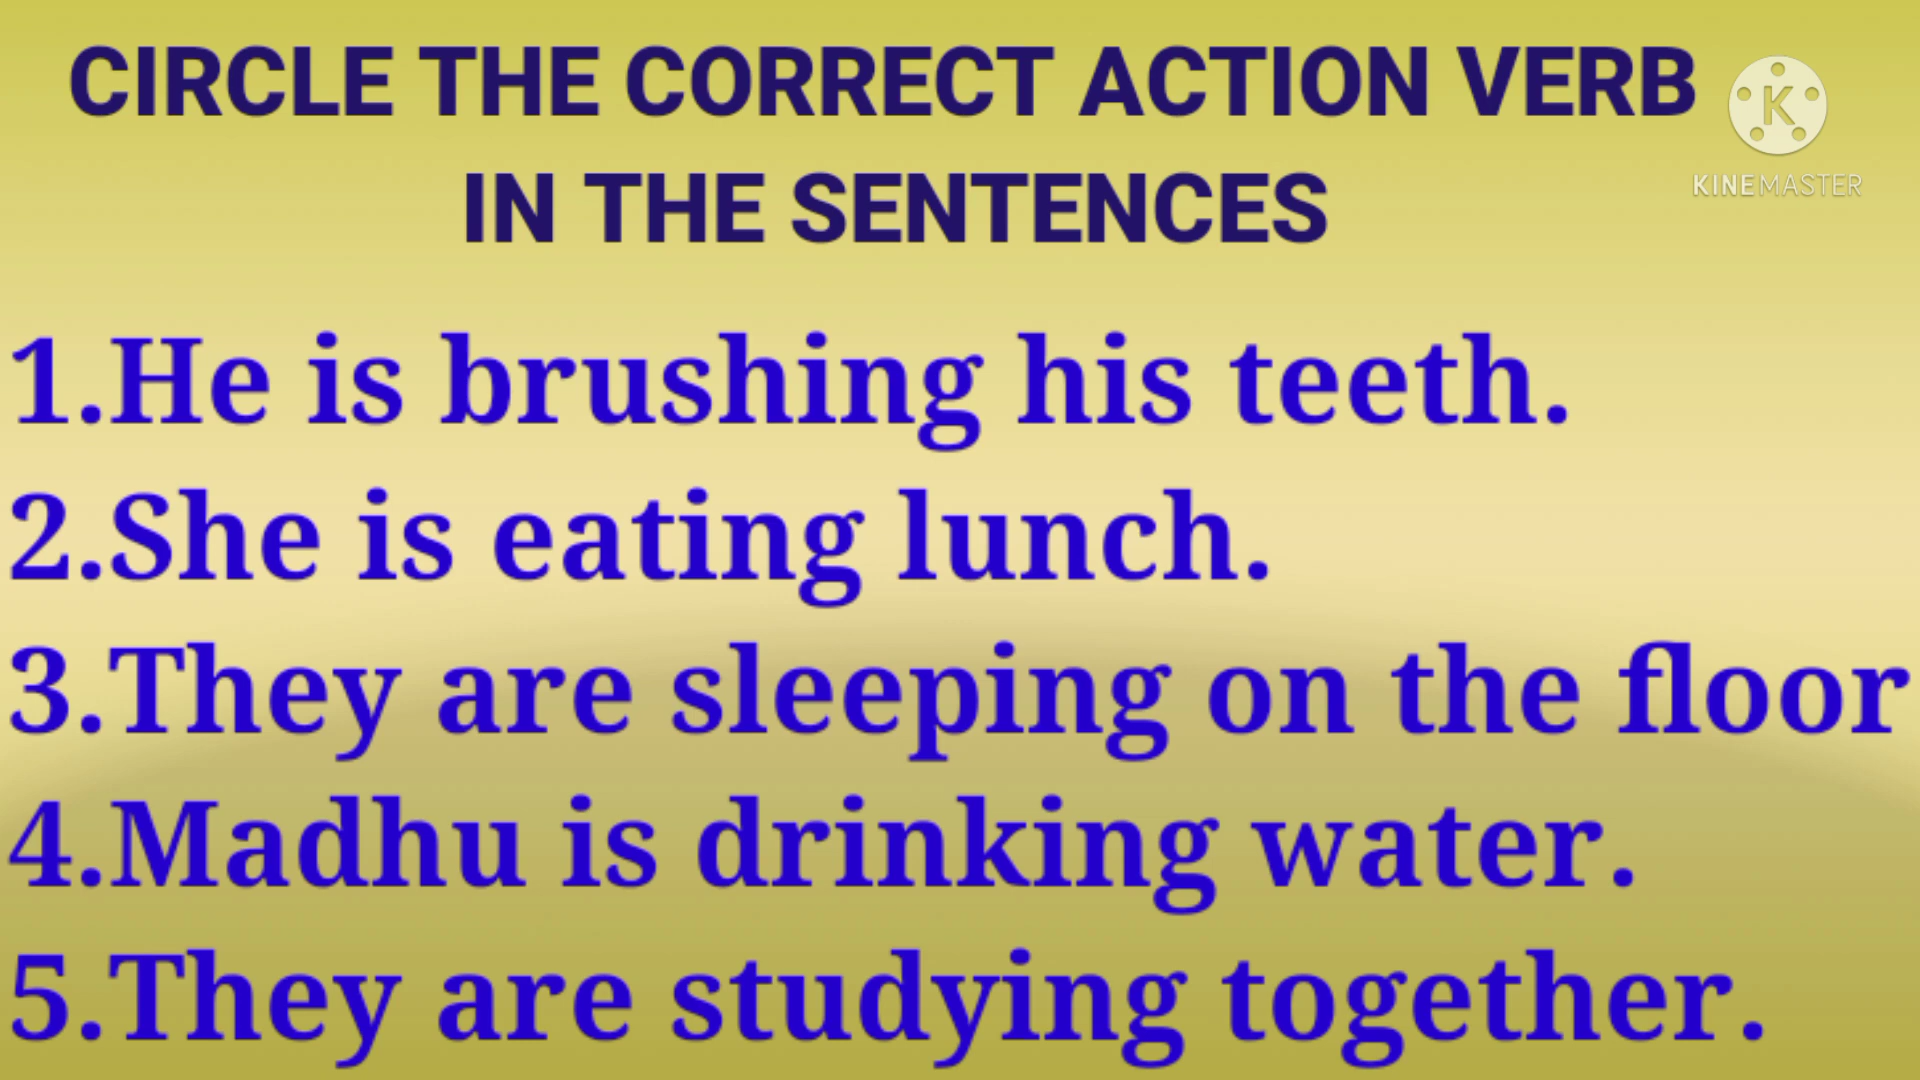 CIRCLE THE CORRECT ACTION VERB
IN THE SENTENCES
K
KINEMASTER
1.He is brushing his teeth.
2.She is eating lunch.
3.They are sleeping on the floor
4.Madhu is drinking water.
5.They are studying together.